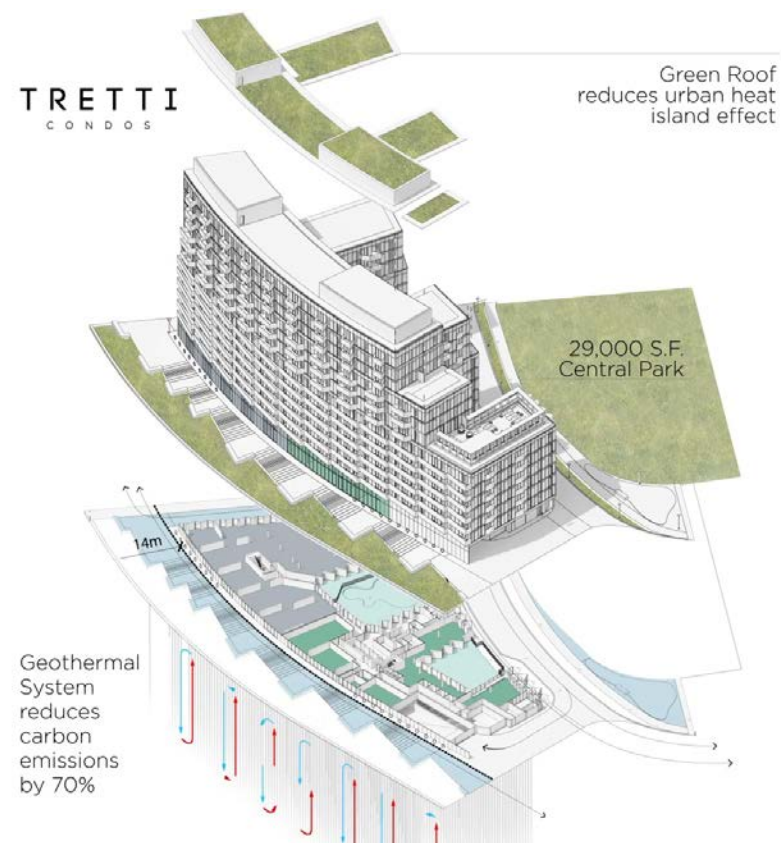 TRETTI
CONDOS
Green Roof
reduces urban heat
island effect
29,000 S.F.
Central Park
14m
Geothermal
System
reduces
carbon
emissions
by 70%